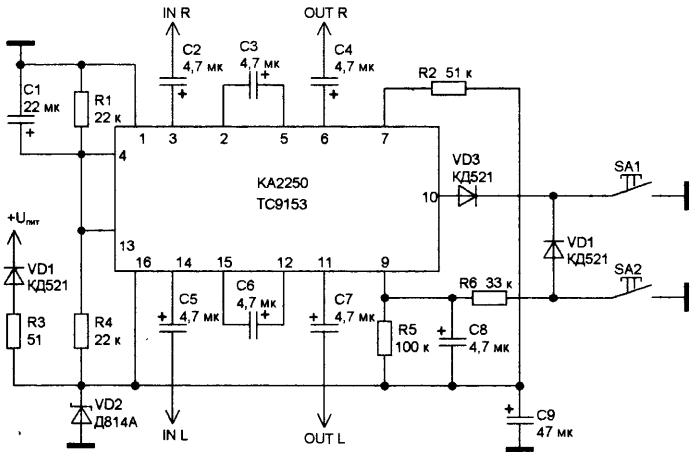 IN R
OUT R
C2
4,7 мк
C3
4,7 мк
C4
4,7 мк
R2 51 к
C1
22 мк
R1
22 к
+
+
+
+
1
3
2
5
6
7
4
KA2250
TC9153
10
VD3
КД521
SA1
+Uпит
13
VD1
КД521
VD1
КД521
16
14
15
12
11
9
SA2
R6 33 к
R3
51
R4
22 к
+
C5
4,7 мк
C6
4,7 мк
+
+
C7
4,7 мк
R5
100 к
+
C8
4,7 мк
VD2
Д814А
IN L
OUT L
+
C9
47 мк